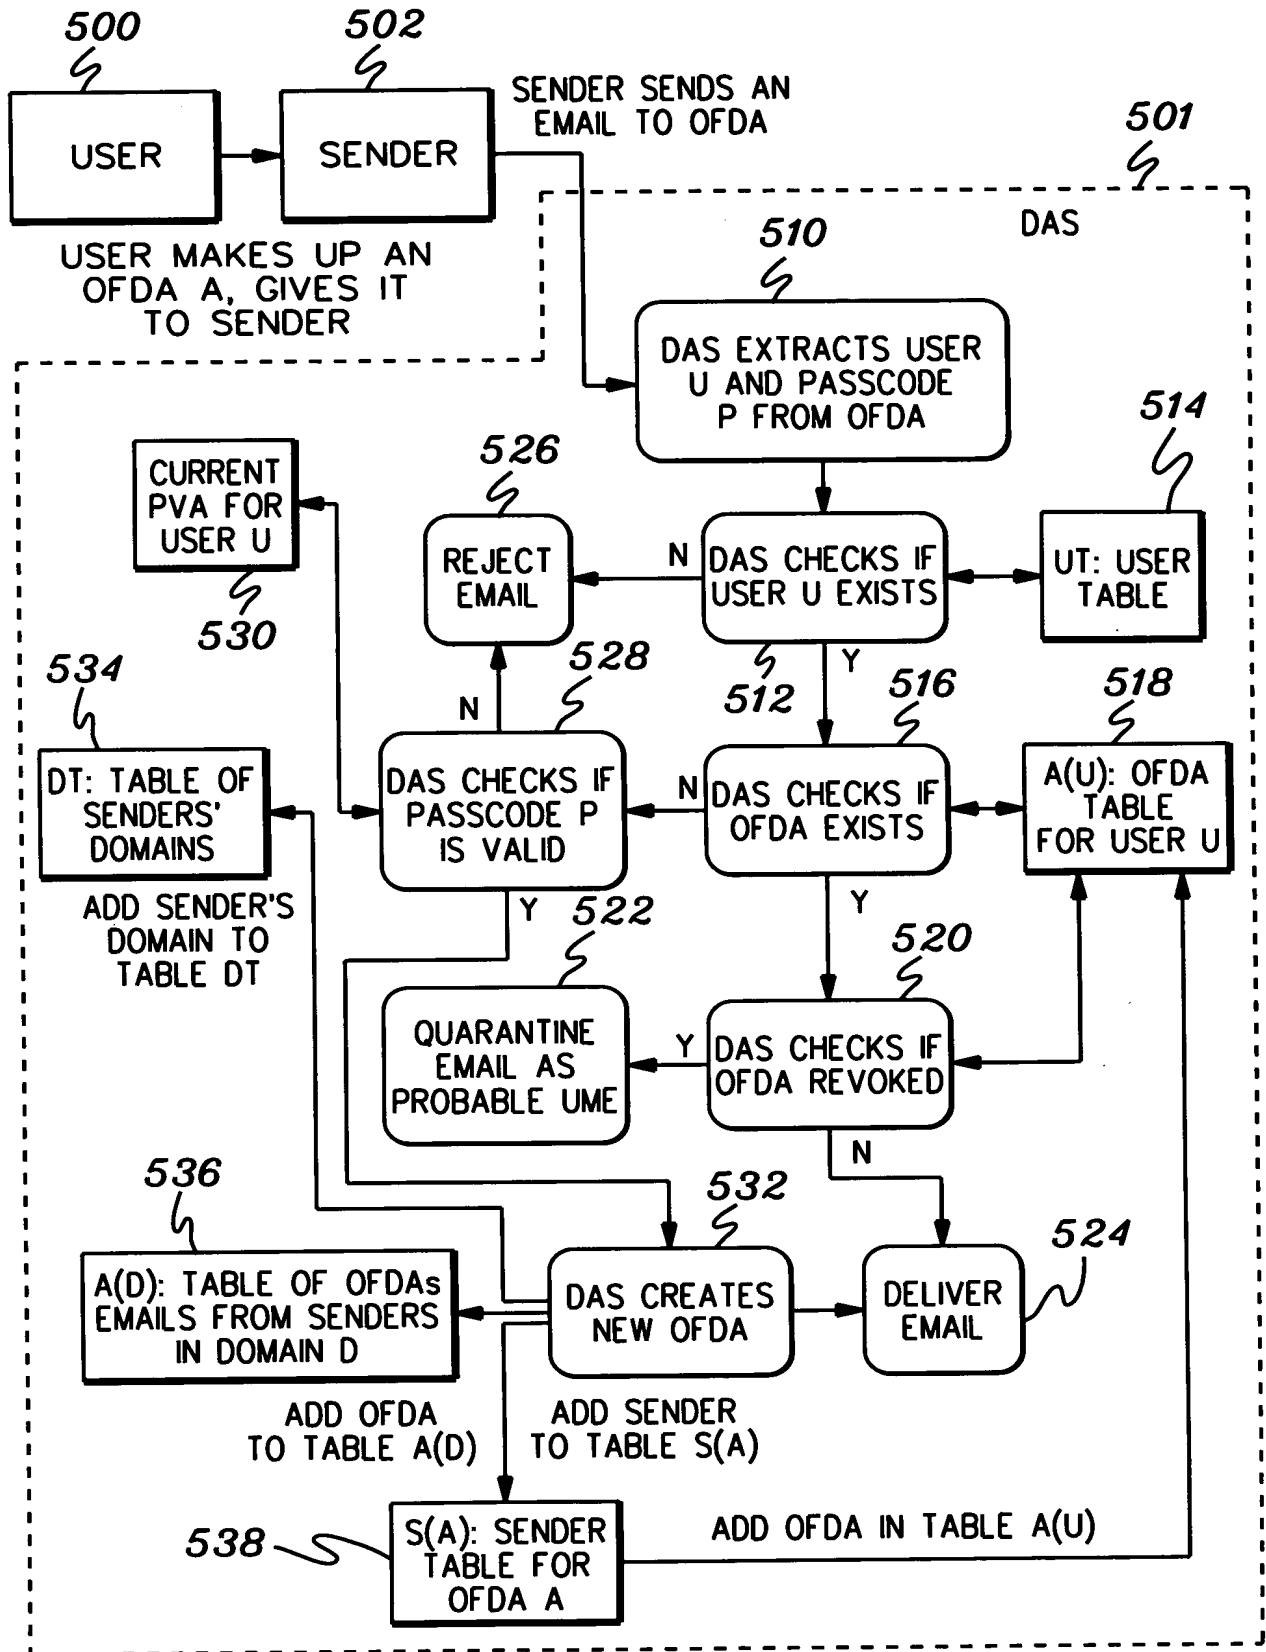 500
502
USER
SENDER
SENDER SENDS AN
EMAIL TO OFDA
501
DAS
USER MAKES UP AN
OFDA A, GIVES IT
TO SENDER
510
DAS EXTRACTS USER
U AND PASSCODE
P FROM OFDA
514
526
CURRENT
PVA FOR
USER U
530
REJECT
EMAIL
N
DAS CHECKS IF
USER U EXISTS
UT: USER
TABLE
512
Y
534
528
516
518
N
DT: TABLE OF
SENDERS'
DOMAINS
DAS CHECKS IF
PASSCODE P
IS VALID
N
DAS CHECKS IF
OFDA EXISTS
A(U): OFDA
TABLE
FOR USER U
ADD SENDER'S
DOMAIN TO
TABLE DT
Y
522
Y
520
QUARANTINE
EMAIL AS
PROBABLE UME
Y
DAS CHECKS IF
OFDA REVOKED
N
536
532
524
A(D): TABLE OF OFDAs
EMAILS FROM SENDERS
IN DOMAIN D
DAS CREATES
NEW OFDA
DELIVER
EMAIL
ADD OFDA
TO TABLE A(D)
ADD SENDER
TO TABLE S(A)
538
S(A): SENDER
TABLE FOR
OFDA A
ADD OFDA IN TABLE A(U)